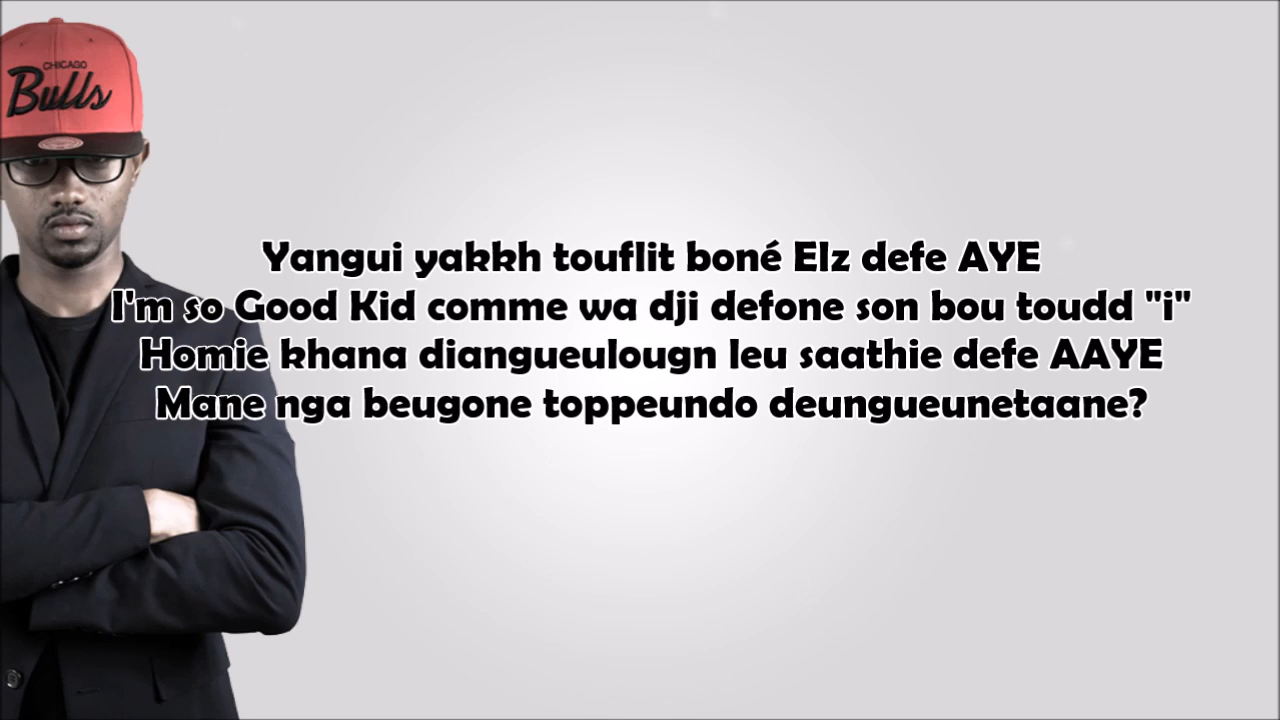 CHICAGO
Bulls
Yangui yakkh touflit boné Elz defe AYE
I'm so Good Kid comme wa dji defone son bou toudd "i"
Homie khana diangueulougn leu saathie defe AAYE
Mane nga beugone toppeundo deungueunetaane?